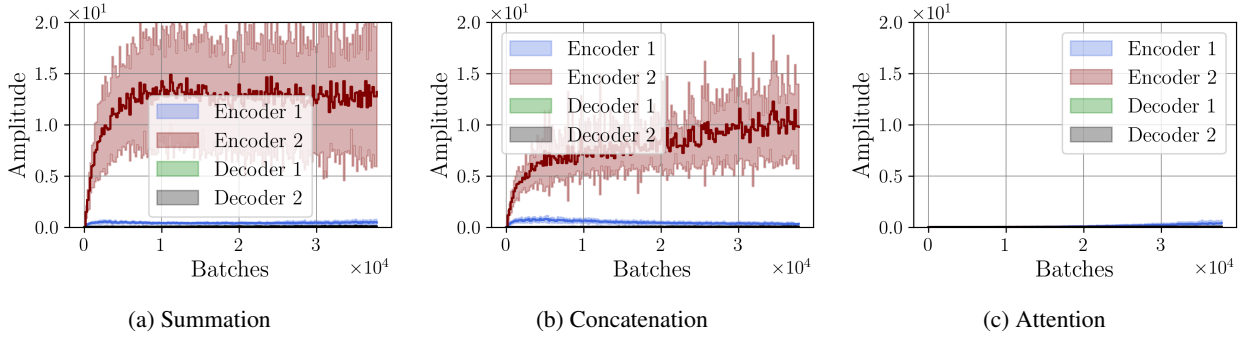 ×10¹
2.0
1.5
1.0
0.5
0.0
Amplitude
Encoder 1
Encoder 2
Decoder 1
Decoder 2
0 1 2 3
Batches ×10⁴
(a) Summation
×10¹
2.0
1.5
1.0
0.5
0.0
Amplitude
Encoder 1
Encoder 2
Decoder 1
Decoder 2
0 1 2 3
Batches ×10⁴
(b) Concatenation
×10¹
2.0
1.5
1.0
0.5
0.0
Amplitude
Encoder 1
Encoder 2
Decoder 1
Decoder 2
0 1 2 3
Batches ×10⁴
(c) Attention